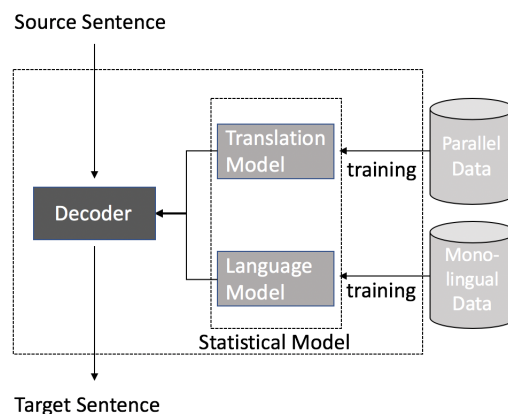 Source Sentence
Translation
Model
training
Parallel
Data
Decoder
Language
Model
training
Mono-
lingual
Data
Statistical Model
Target Sentence